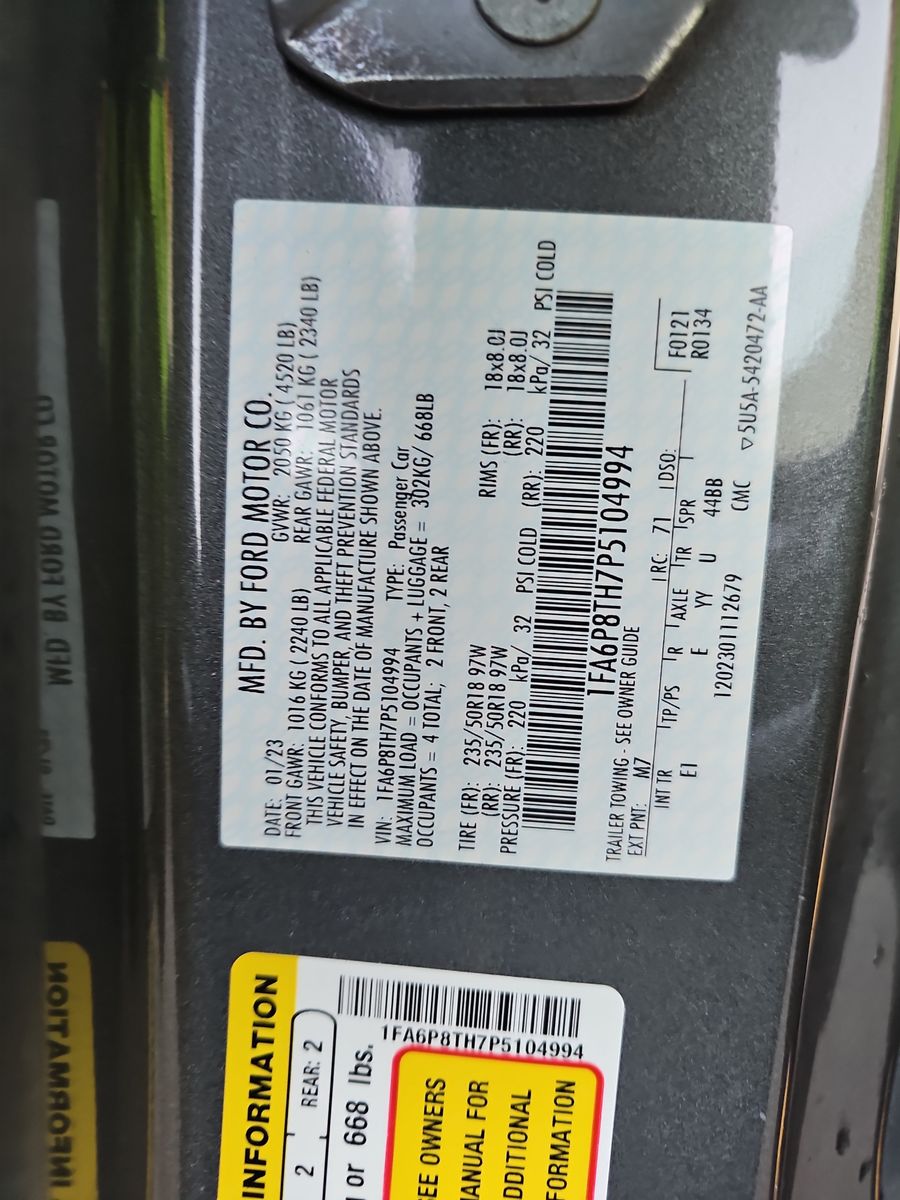 MFD. BY FORD MOTOR CO.
DATE: 01/23 GVWR: 2050 KG ( 4520 LB)
FRONT GAWR: 1016 KG ( 2240 LB) REAR GAWR: 1061 KG ( 2340 LB)
THIS VEHICLE CONFORMS TO ALL APPLICABLE FEDERAL MOTOR
VEHICLE SAFETY, BUMPER, AND THEFT PREVENTION STANDARDS
IN EFFECT ON THE DATE OF MANUFACTURE SHOWN ABOVE.
VIN: 1FA6P8TH7P5104994 TYPE: Passenger Car
MAXIMUM LOAD = OCCUPANTS + LUGGAGE = 302KG/ 668LB
OCCUPANTS = 4 TOTAL; 2 FRONT, 2 REAR
TIRE (FR): 235/50R18 97W RIMS (FR): 18x8.0J
(RR): 235/50R18 97W (RR): 18x8.0J
PRESSURE (FR): 220 kPa/ 32 PSI COLD (RR): 220 kPa/ 32 PSI COLD
1FA6P8TH7P5104994
TRAILER TOWING - SEE OWNER GUIDE
EXT PNT: M7 RC: 71 DSO: F0121
INT TR TP/PS R AXLE TR SPR R0134
EI E YY U 44BB
1202301112679 CMC ▽5U5A-5420472-AA
INFORMATION
2 REAR: 2
or 668 lbs.
1FA6P8TH7P5104994
SEE OWNERS
MANUAL FOR
ADDITIONAL
INFORMATION